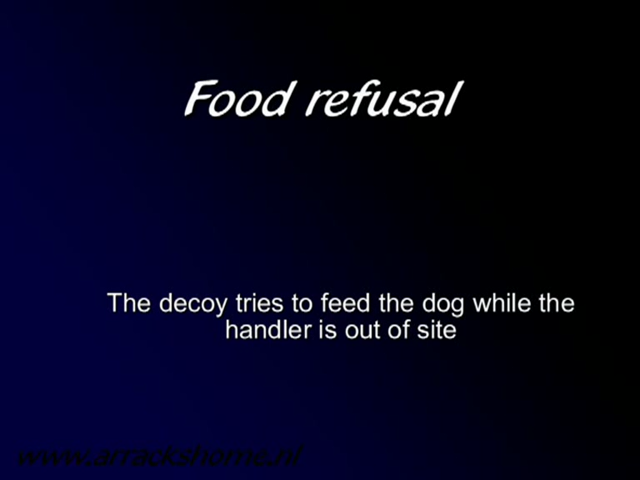 Food refusal
The decoy tries to feed the dog while the
handler is out of site
www.arrackshome.nl